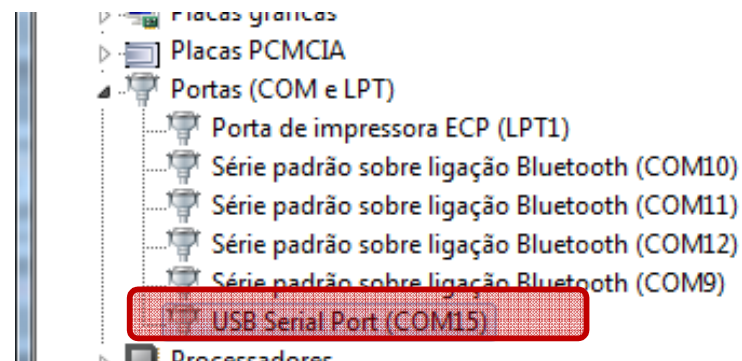 Placas gráficas
Placas PCMCIA
Portas (COM e LPT)
Porta de impressora ECP (LPT1)
Série padrão sobre ligação Bluetooth (COM10)
Série padrão sobre ligação Bluetooth (COM11)
Série padrão sobre ligação Bluetooth (COM12)
Série padrão sobre ligação Bluetooth (COM9)
USB Serial Port (COM15)
Processadores